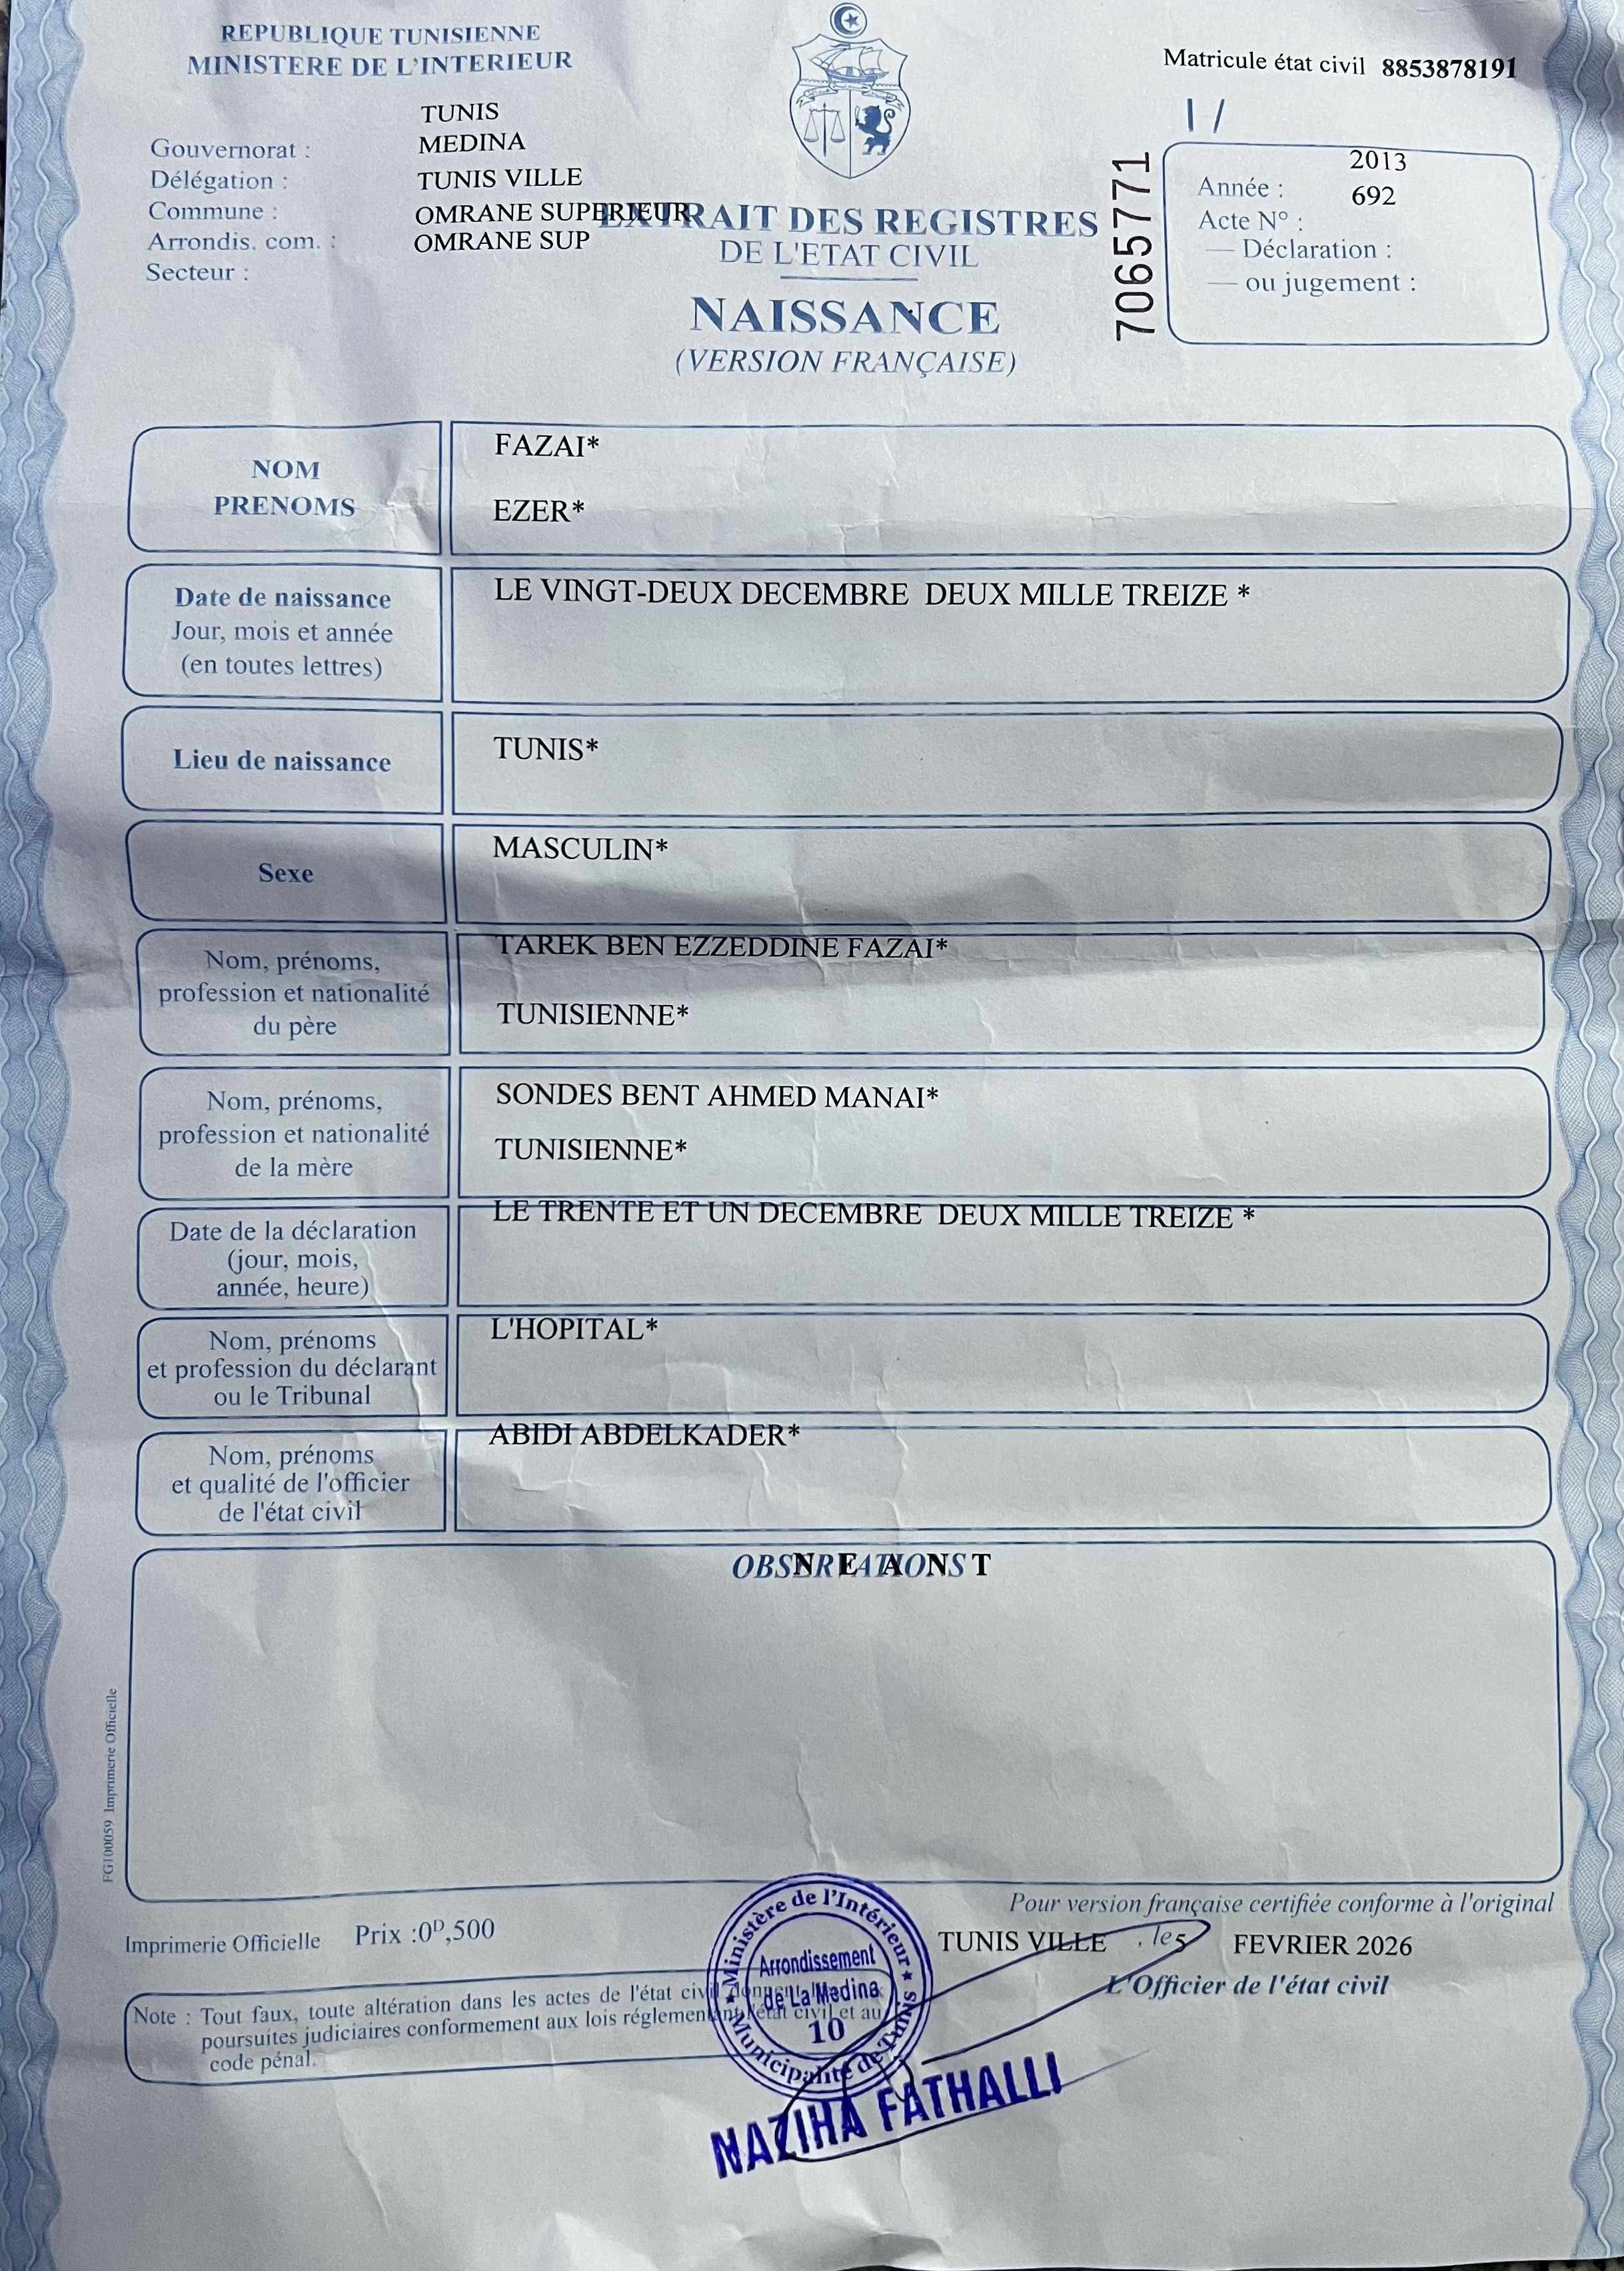 REPUBLIQUE TUNISIENNE
MINISTERE DE L'INTERIEUR
Matricule état civil 8853878191
TUNIS
Gouvernorat : MEDINA
Délégation : TUNIS VILLE
Commune : OMRANE SUPERIEUR
Arrondis. com. : OMRANE SUP
Secteur :
EXTRAIT DES REGISTRES
DE L'ETAT CIVIL
NAISSANCE
(VERSION FRANÇAISE)
7065771
2013
Année :
692
Acte N° :
— Déclaration :
— ou jugement :
NOM
PRENOMS
FAZAI*
EZER*
Date de naissance
Jour, mois et année
(en toutes lettres)
LE VINGT-DEUX DECEMBRE DEUX MILLE TREIZE *
Lieu de naissance
TUNIS*
Sexe
MASCULIN*
Nom, prénoms,
profession et nationalité
du père
TAREK BEN EZZEDDINE FAZAI*
TUNISIENNE*
Nom, prénoms,
profession et nationalité
de la mère
SONDES BENT AHMED MANAI*
TUNISIENNE*
Date de la déclaration
(jour, mois,
année, heure)
LE TRENTE ET UN DECEMBRE DEUX MILLE TREIZE *
Nom, prénoms
et profession du déclarant
ou le Tribunal
L'HOPITAL*
Nom, prénoms
et qualité de l'officier
de l'état civil
ABIDI ABDELKADER*
OBSERVATIONS
N E A N T
FG100059 Imprimerie Officielle
Imprimerie Officielle Prix :0ᴰ,500
Pour version française certifiée conforme à l'original
TUNIS VILLE , le 5 FEVRIER 2026
L'Officier de l'état civil
Note : Tout faux, toute altération dans les actes de l'état civil donnent lieu
poursuites judiciaires conformement aux lois réglementant l'état civil et au
code pénal.
Ministère de l'Intérieur
Arrondissement
de La Medina
10
Municipalité de Tunis
NAZIHA FATHALLI